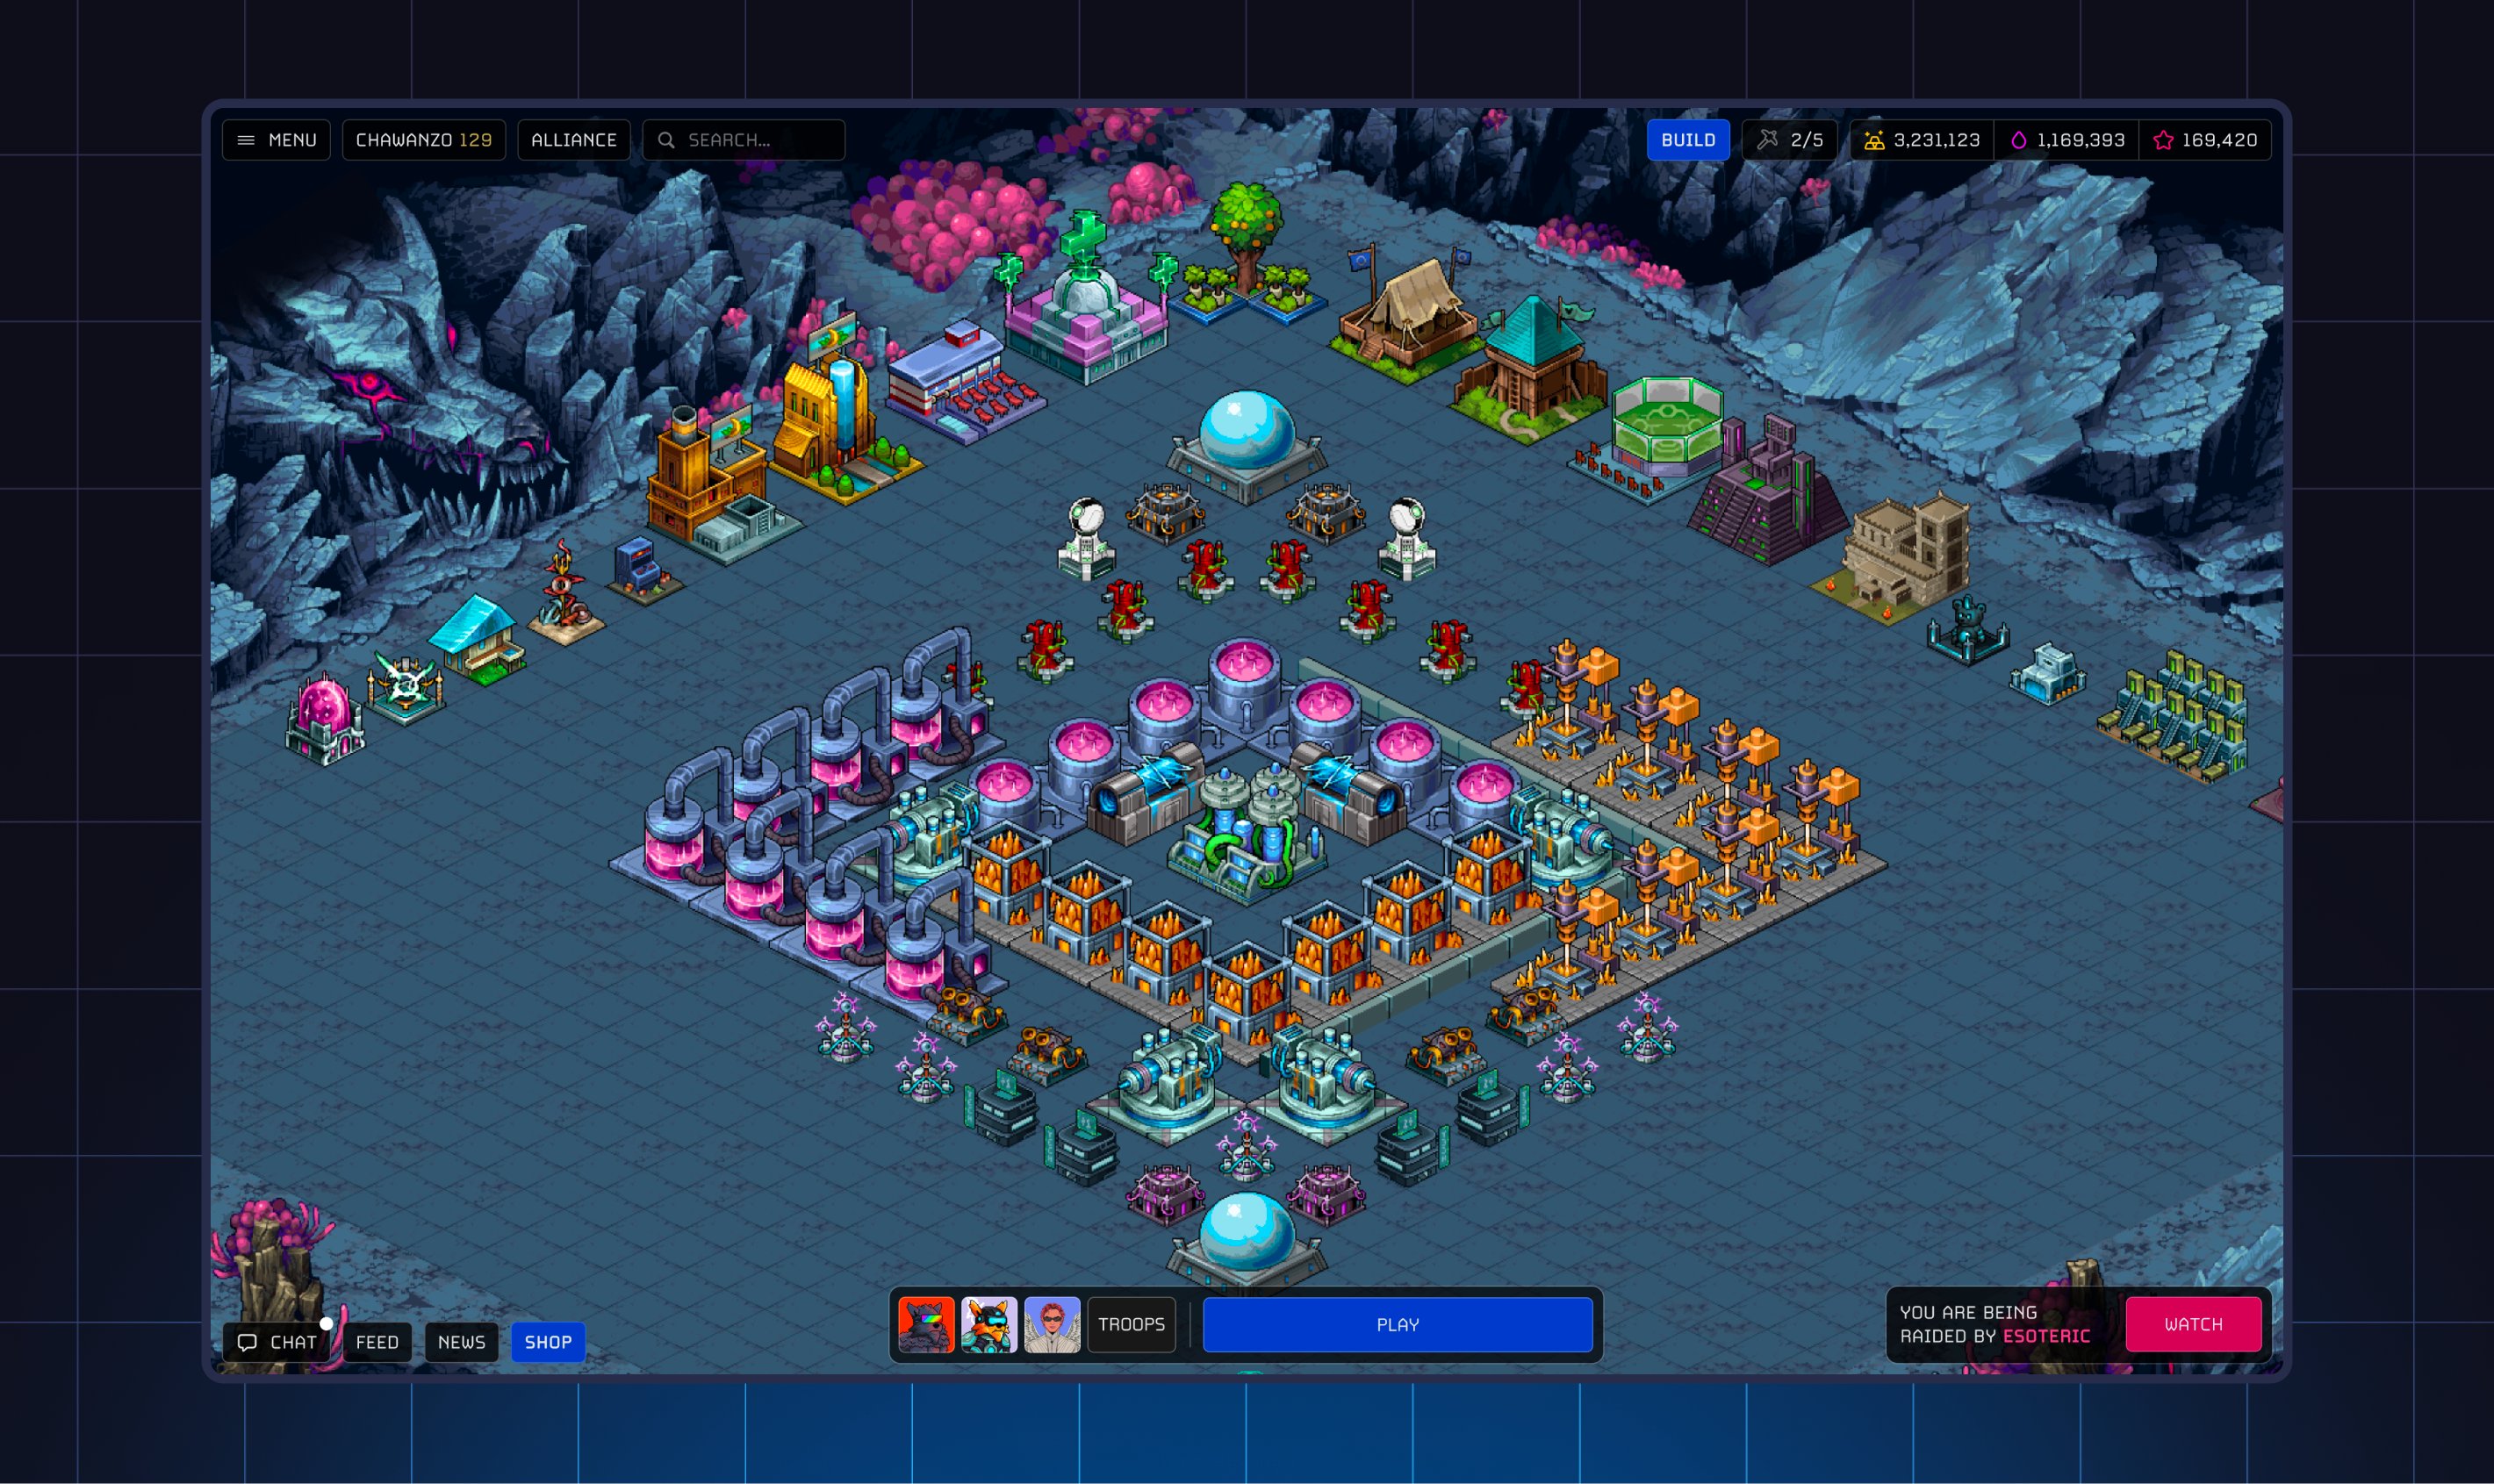 MENU
CHAWANZO 129
ALLIANCE
SEARCH...
BUILD
2/5
3,231,123
1,169,393
169,420
CHAT
FEED
NEWS
SHOP
TROOPS
PLAY
YOU ARE BEING
RAIDED BY ESOTERIC
WATCH